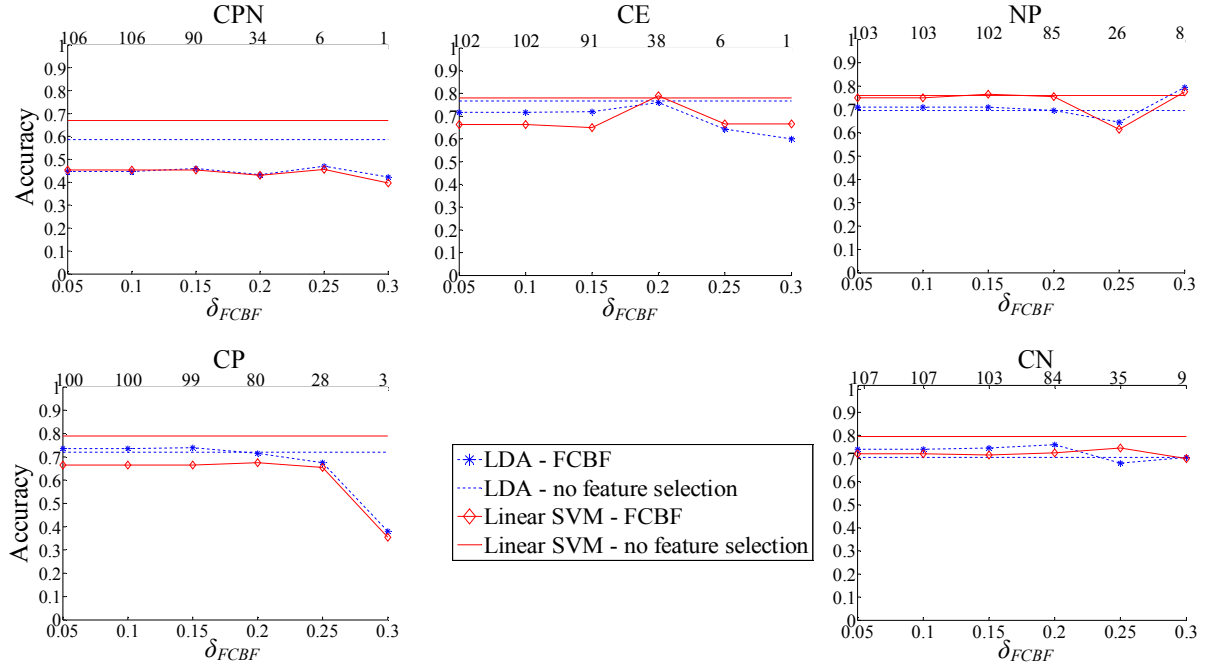 CPN
106 106 90 34 6 1
1
0.9
0.8
0.7
0.6
0.5
0.4
0.3
0.2
0.1
0
0.05 0.1 0.15 0.2 0.25 0.3
Accuracy
δFCBF
CE
102 102 91 38 6 1
1
0.9
0.8
0.7
0.6
0.5
0.4
0.3
0.2
0.1
0
0.05 0.1 0.15 0.2 0.25 0.3
δFCBF
NP
103 103 102 85 26 8
1
0.9
0.8
0.7
0.6
0.5
0.4
0.3
0.2
0.1
0
0.05 0.1 0.15 0.2 0.25 0.3
δFCBF
CP
100 100 99 80 28 3
1
0.9
0.8
0.7
0.6
0.5
0.4
0.3
0.2
0.1
0
0.05 0.1 0.15 0.2 0.25 0.3
Accuracy
δFCBF
LDA - FCBF
LDA - no feature selection
Linear SVM - FCBF
Linear SVM - no feature selection
CN
107 107 103 84 35 9
1
0.9
0.8
0.7
0.6
0.5
0.4
0.3
0.2
0.1
0
0.05 0.1 0.15 0.2 0.25 0.3
δFCBF